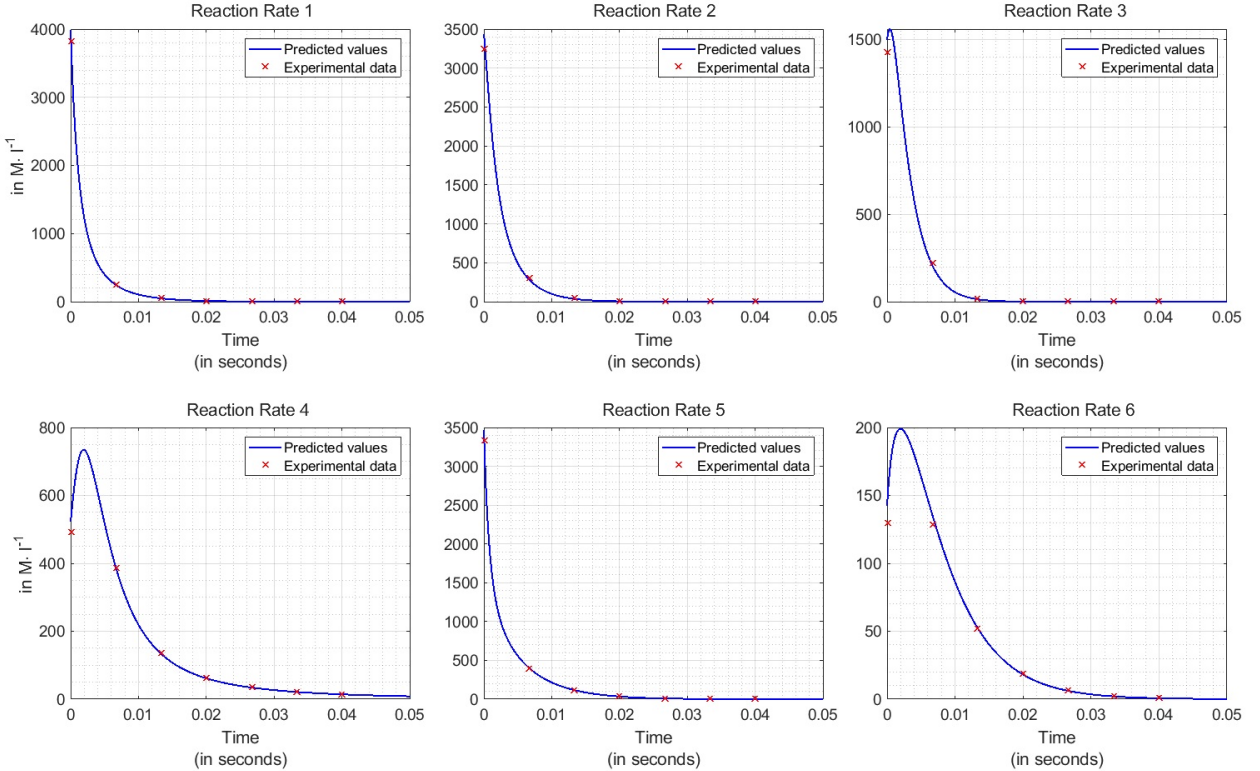 Reaction Rate 1
in M· l⁻¹
4000
3000
2000
1000
0
Predicted values
Experimental data
0 0.01 0.02 0.03 0.04 0.05
Time
(in seconds)
Reaction Rate 2
3500
3000
2500
2000
1500
1000
500
0
Predicted values
Experimental data
0 0.01 0.02 0.03 0.04 0.05
Time
(in seconds)
Reaction Rate 3
1500
1000
500
0
Predicted values
Experimental data
0 0.01 0.02 0.03 0.04 0.05
Time
(in seconds)
Reaction Rate 4
in M· l⁻¹
800
600
400
200
0
Predicted values
Experimental data
0 0.01 0.02 0.03 0.04 0.05
Time
(in seconds)
Reaction Rate 5
3500
3000
2500
2000
1500
1000
500
0
Predicted values
Experimental data
0 0.01 0.02 0.03 0.04 0.05
Time
(in seconds)
Reaction Rate 6
200
150
100
50
0
Predicted values
Experimental data
0 0.01 0.02 0.03 0.04 0.05
Time
(in seconds)